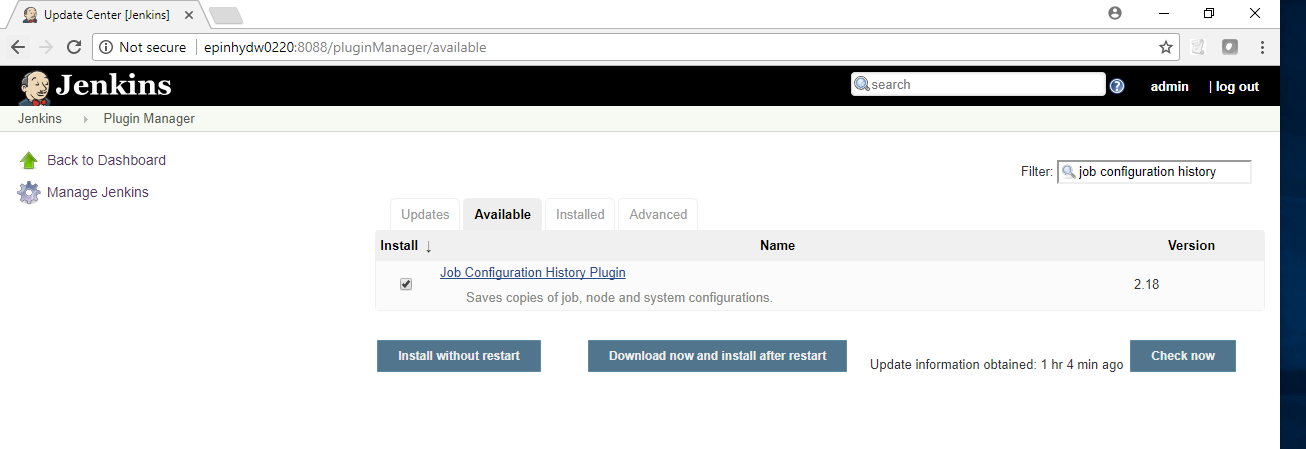 Update Center [Jenkins]
Not secure epinhydw0220:8088/pluginManager/available
Jenkins search ? admin | log out
Jenkins Plugin Manager
Back to Dashboard
Manage Jenkins
Filter: job configuration history
Updates Available Installed Advanced
Install ↓ Name Version
Job Configuration History Plugin
Saves copies of job, node and system configurations.
2.18
Install without restart Download now and install after restart Update information obtained: 1 hr 4 min ago Check now